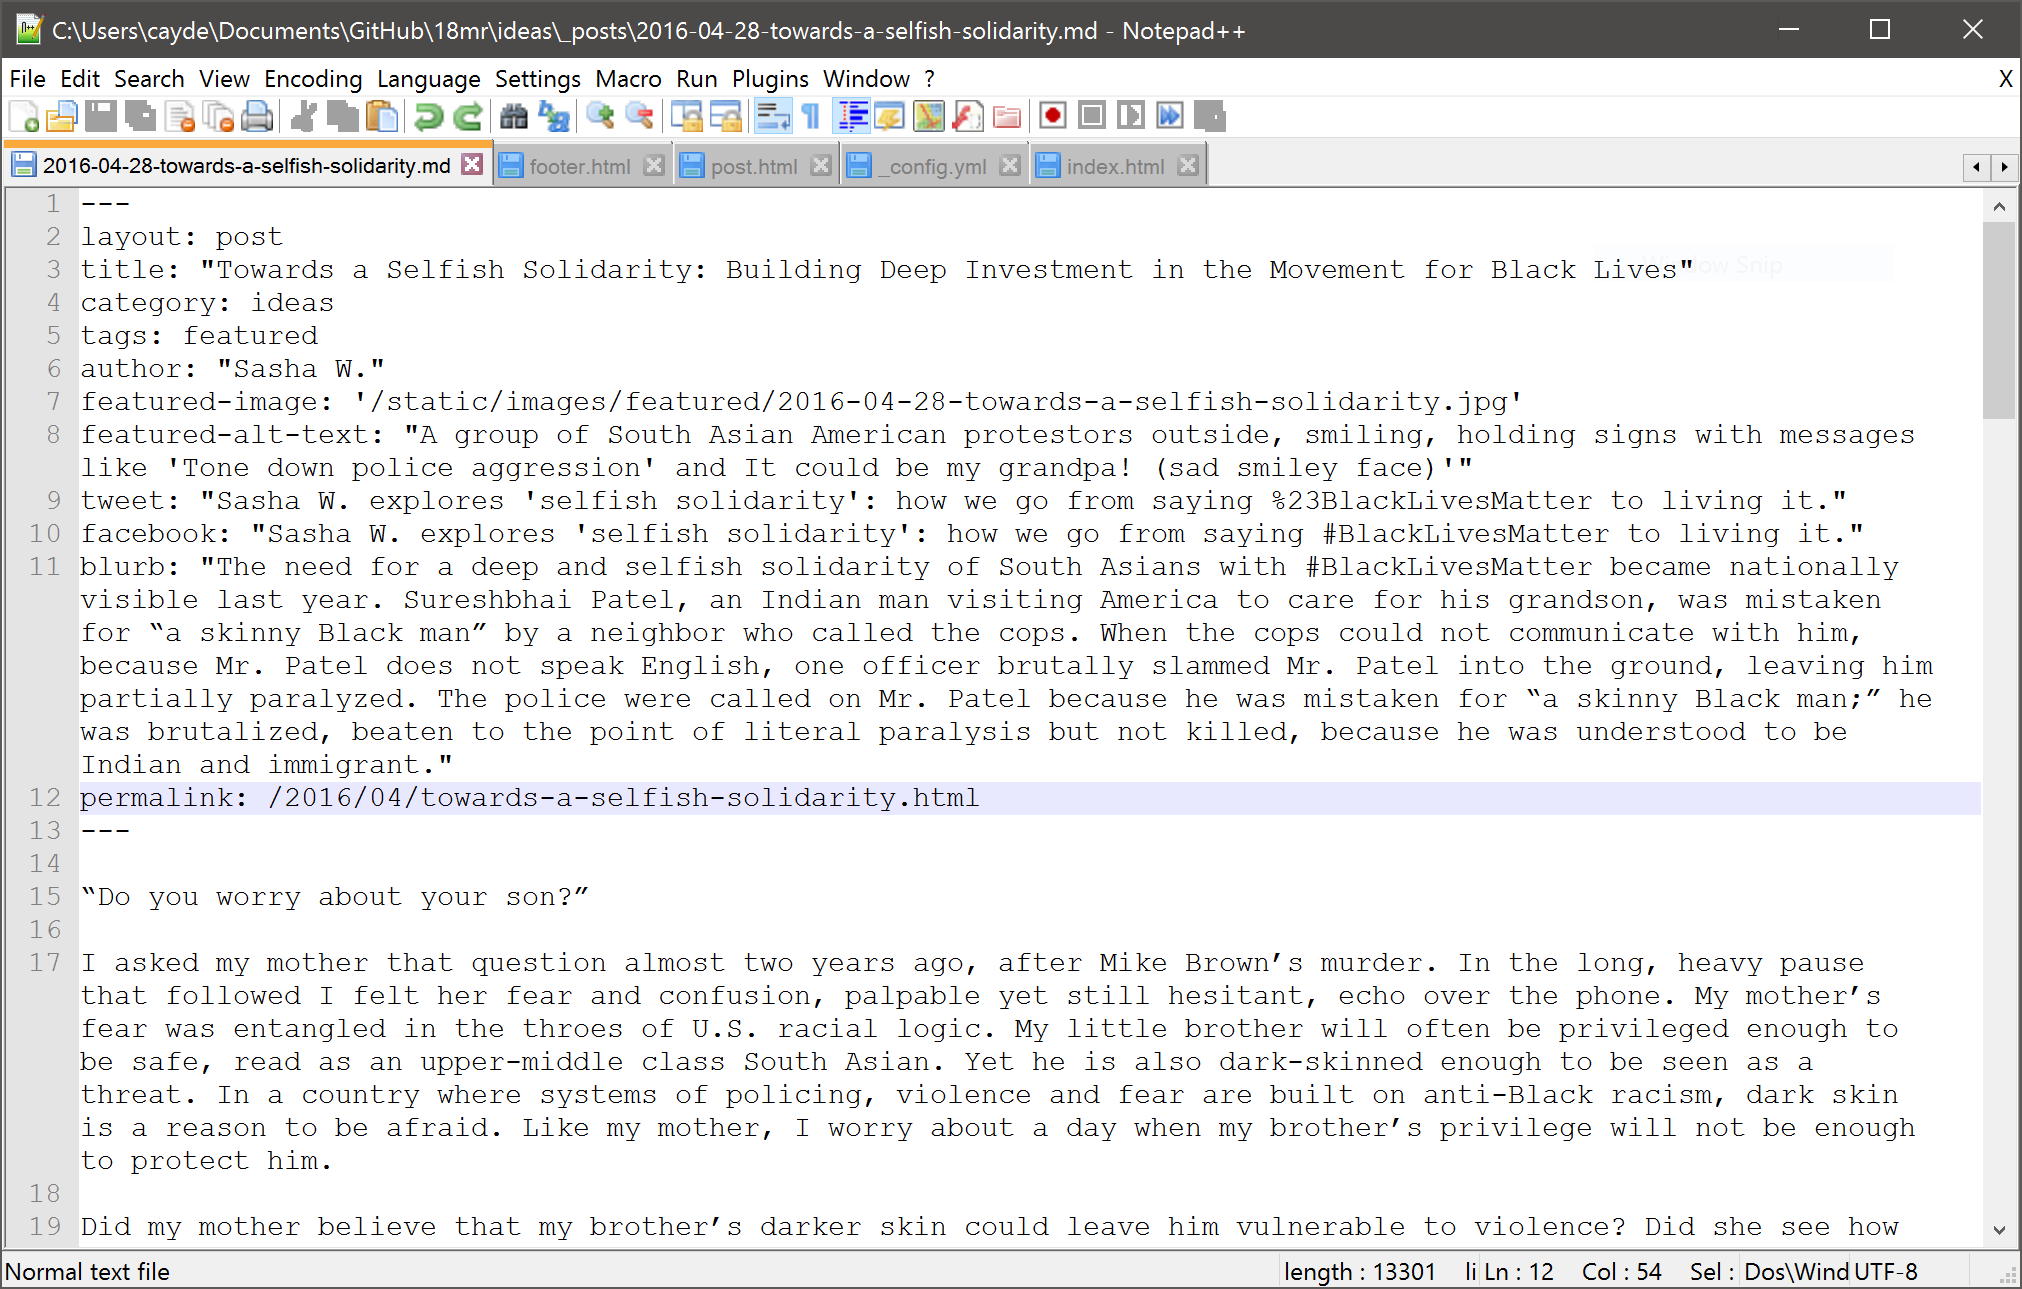 C:\Users\cayde\Documents\GitHub\18mr\ideas\_posts\2016-04-28-towards-a-selfish-solidarity.md - Notepad++
File Edit Search View Encoding Language Settings Macro Run Plugins Window ? X
2016-04-28-towards-a-selfish-solidarity.md footer.html post.html _config.yml index.html
1 ---
2 layout: post
3 title: "Towards a Selfish Solidarity: Building Deep Investment in the Movement for Black Lives"
Window Snip
4 category: ideas
5 tags: featured
6 author: "Sasha W."
7 featured-image: '/static/images/featured/2016-04-28-towards-a-selfish-solidarity.jpg'
8 featured-alt-text: "A group of South Asian American protestors outside, smiling, holding signs with messages
like 'Tone down police aggression' and It could be my grandpa! (sad smiley face)'"
9 tweet: "Sasha W. explores 'selfish solidarity': how we go from saying %23BlackLivesMatter to living it."
10 facebook: "Sasha W. explores 'selfish solidarity': how we go from saying #BlackLivesMatter to living it."
11 blurb: "The need for a deep and selfish solidarity of South Asians with #BlackLivesMatter became nationally
visible last year. Sureshbhai Patel, an Indian man visiting America to care for his grandson, was mistaken
for “a skinny Black man” by a neighbor who called the cops. When the cops could not communicate with him,
because Mr. Patel does not speak English, one officer brutally slammed Mr. Patel into the ground, leaving him
partially paralyzed. The police were called on Mr. Patel because he was mistaken for “a skinny Black man;” he
was brutalized, beaten to the point of literal paralysis but not killed, because he was understood to be
Indian and immigrant."
12 permalink: /2016/04/towards-a-selfish-solidarity.html
13 ---
14
15 “Do you worry about your son?”
16
17 I asked my mother that question almost two years ago, after Mike Brown’s murder. In the long, heavy pause
that followed I felt her fear and confusion, palpable yet still hesitant, echo over the phone. My mother’s
fear was entangled in the throes of U.S. racial logic. My little brother will often be privileged enough to
be safe, read as an upper-middle class South Asian. Yet he is also dark-skinned enough to be seen as a
threat. In a country where systems of policing, violence and fear are built on anti-Black racism, dark skin
is a reason to be afraid. Like my mother, I worry about a day when my brother’s privilege will not be enough
to protect him.
18
19 Did my mother believe that my brother’s darker skin could leave him vulnerable to violence? Did she see how
Normal text file length : 13301 li Ln : 12 Col : 54 Sel : Dos\Wind UTF-8